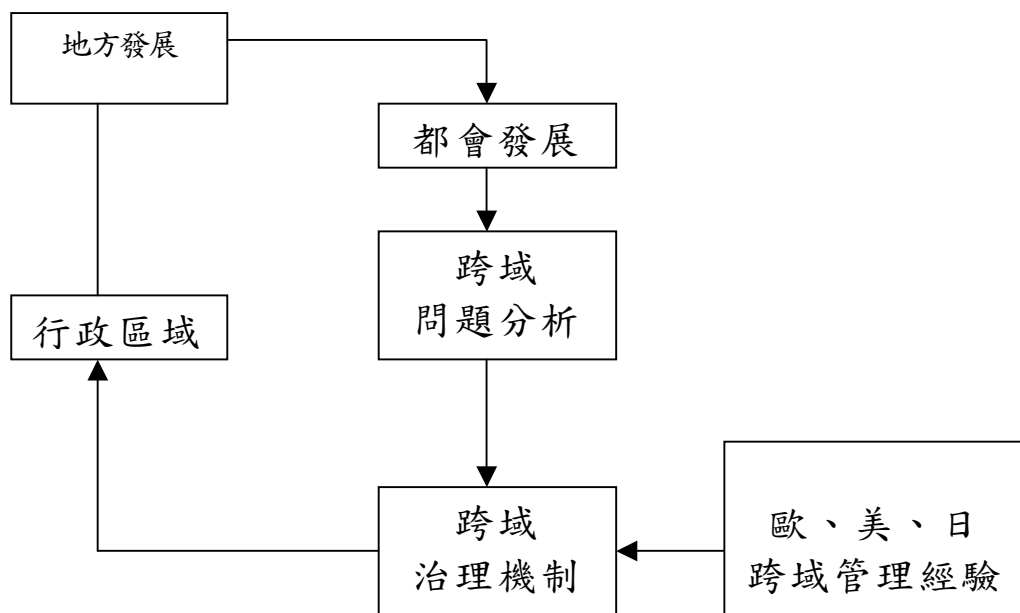 地方發展
都會發展
跨域
問題分析
行政區域
跨域
治理機制
歐、美、日
跨域管理經驗